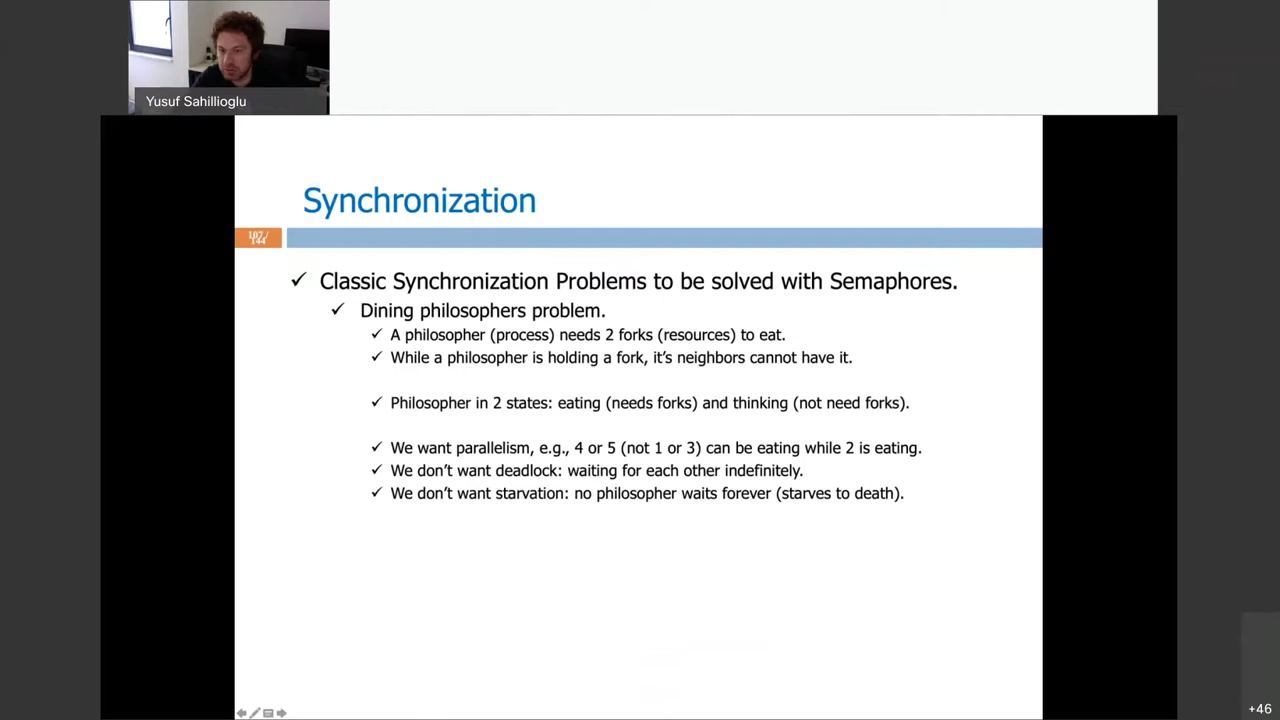 Yusuf Sahillioglu
Synchronization
107/
144
Classic Synchronization Problems to be solved with Semaphores.
Dining philosophers problem.
A philosopher (process) needs 2 forks (resources) to eat.
While a philosopher is holding a fork, it's neighbors cannot have it.
Philosopher in 2 states: eating (needs forks) and thinking (not need forks).
We want parallelism, e.g., 4 or 5 (not 1 or 3) can be eating while 2 is eating.
We don't want deadlock: waiting for each other indefinitely.
We don't want starvation: no philosopher waits forever (starves to death).
+46